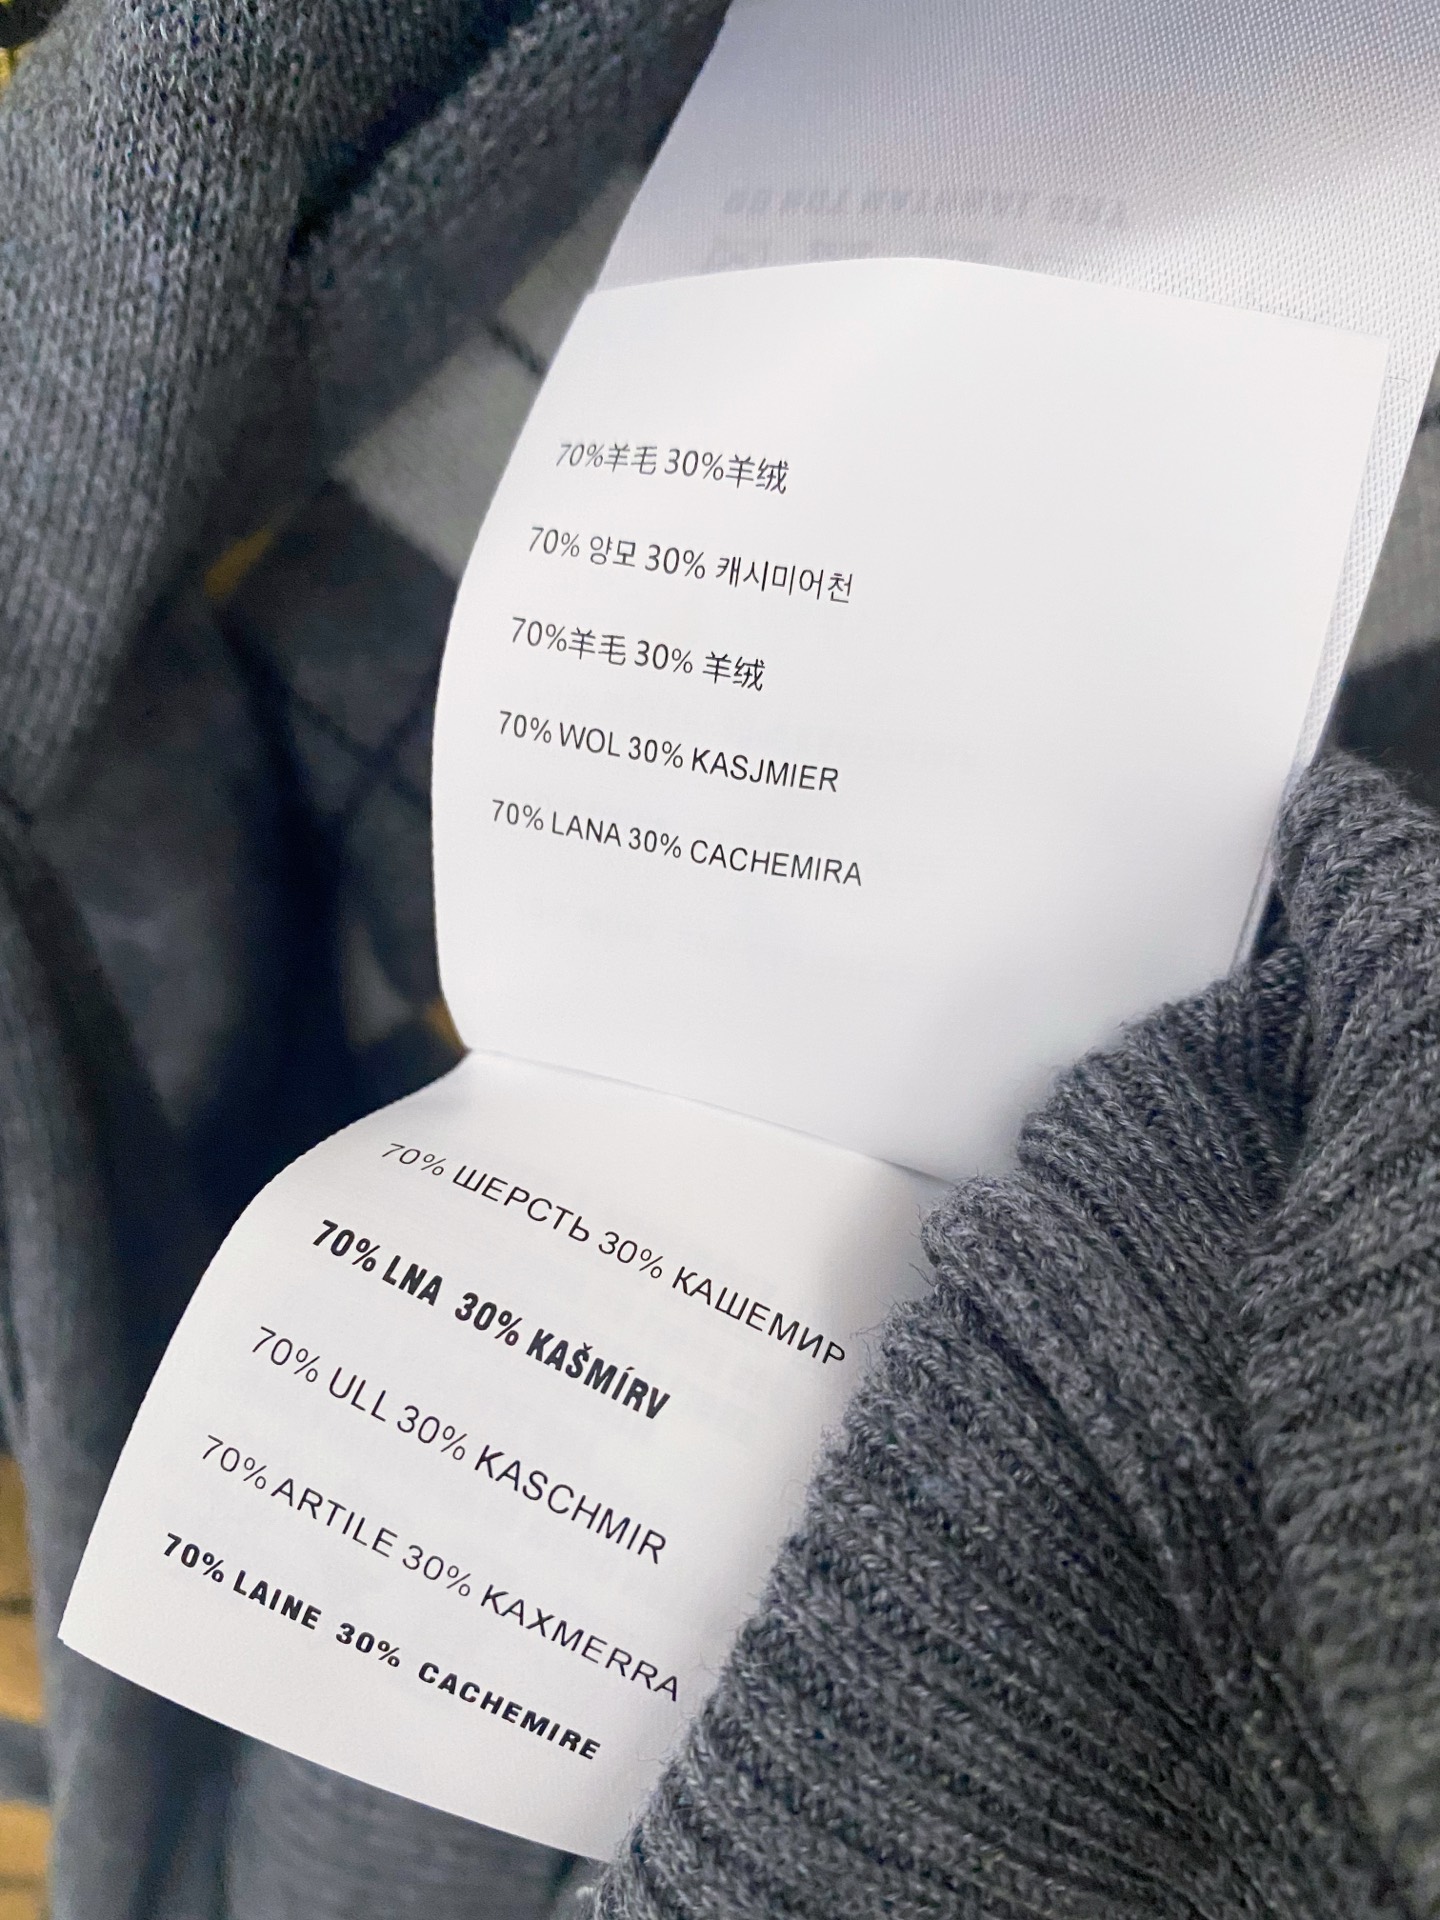 70%羊毛 30%羊绒
70% 양모 30% 캐시미어천
70%羊毛 30% 羊绒
70% WOL 30% KASJMIER
70% LANA 30% CACHEMIRA
70% ШЕРСТЬ 30% КАШЕМИР
70% LNA 30% KAŠMÍRV
70% ULL 30% KASCHMIR
70% ARTILE 30% KAXMERRA
70% LAINE 30% CACHEMIRE